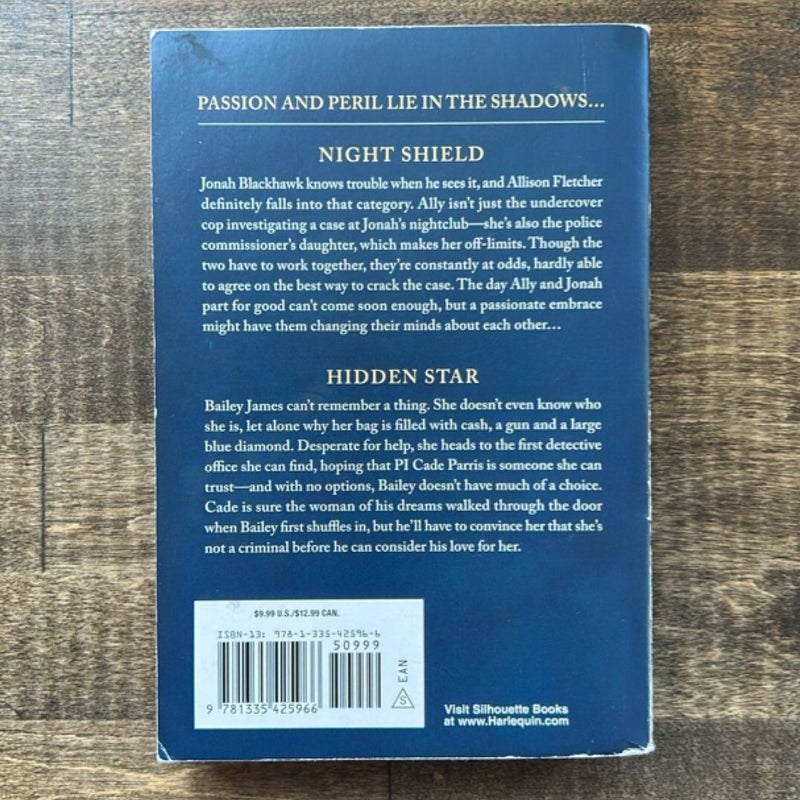 PASSION AND PERIL LIE IN THE SHADOWS...
NIGHT SHIELD
Jonah Blackhawk knows trouble when he sees it, and Allison Fletcher
definitely falls into that category. Ally isn't just the undercover
cop investigating a case at Jonah's nightclub—she's also the police
commissioner's daughter, which makes her off-limits. Though the
two have to work together, they're constantly at odds, hardly able
to agree on the best way to crack the case. The day Ally and Jonah
part for good can't come soon enough, but a passionate embrace
might have them changing their minds about each other...
HIDDEN STAR
Bailey James can't remember a thing. She doesn't even know who
she is, let alone why her bag is filled with cash, a gun and a large
blue diamond. Desperate for help, she heads to the first detective
office she can find, hoping that PI Cade Parris is someone she can
trust—and with no options, Bailey doesn't have much of a choice.
Cade is sure the woman of his dreams walked through the door
when Bailey first shuffles in, but he'll have to convince her that she's
not a criminal before he can consider his love for her.
$9.99 U.S./$12.99 CAN.
ISBN-13: 978-1-335-42596-6
50999
9 781335 425966
EAN
S
Visit Silhouette Books
at www.Harlequin.com